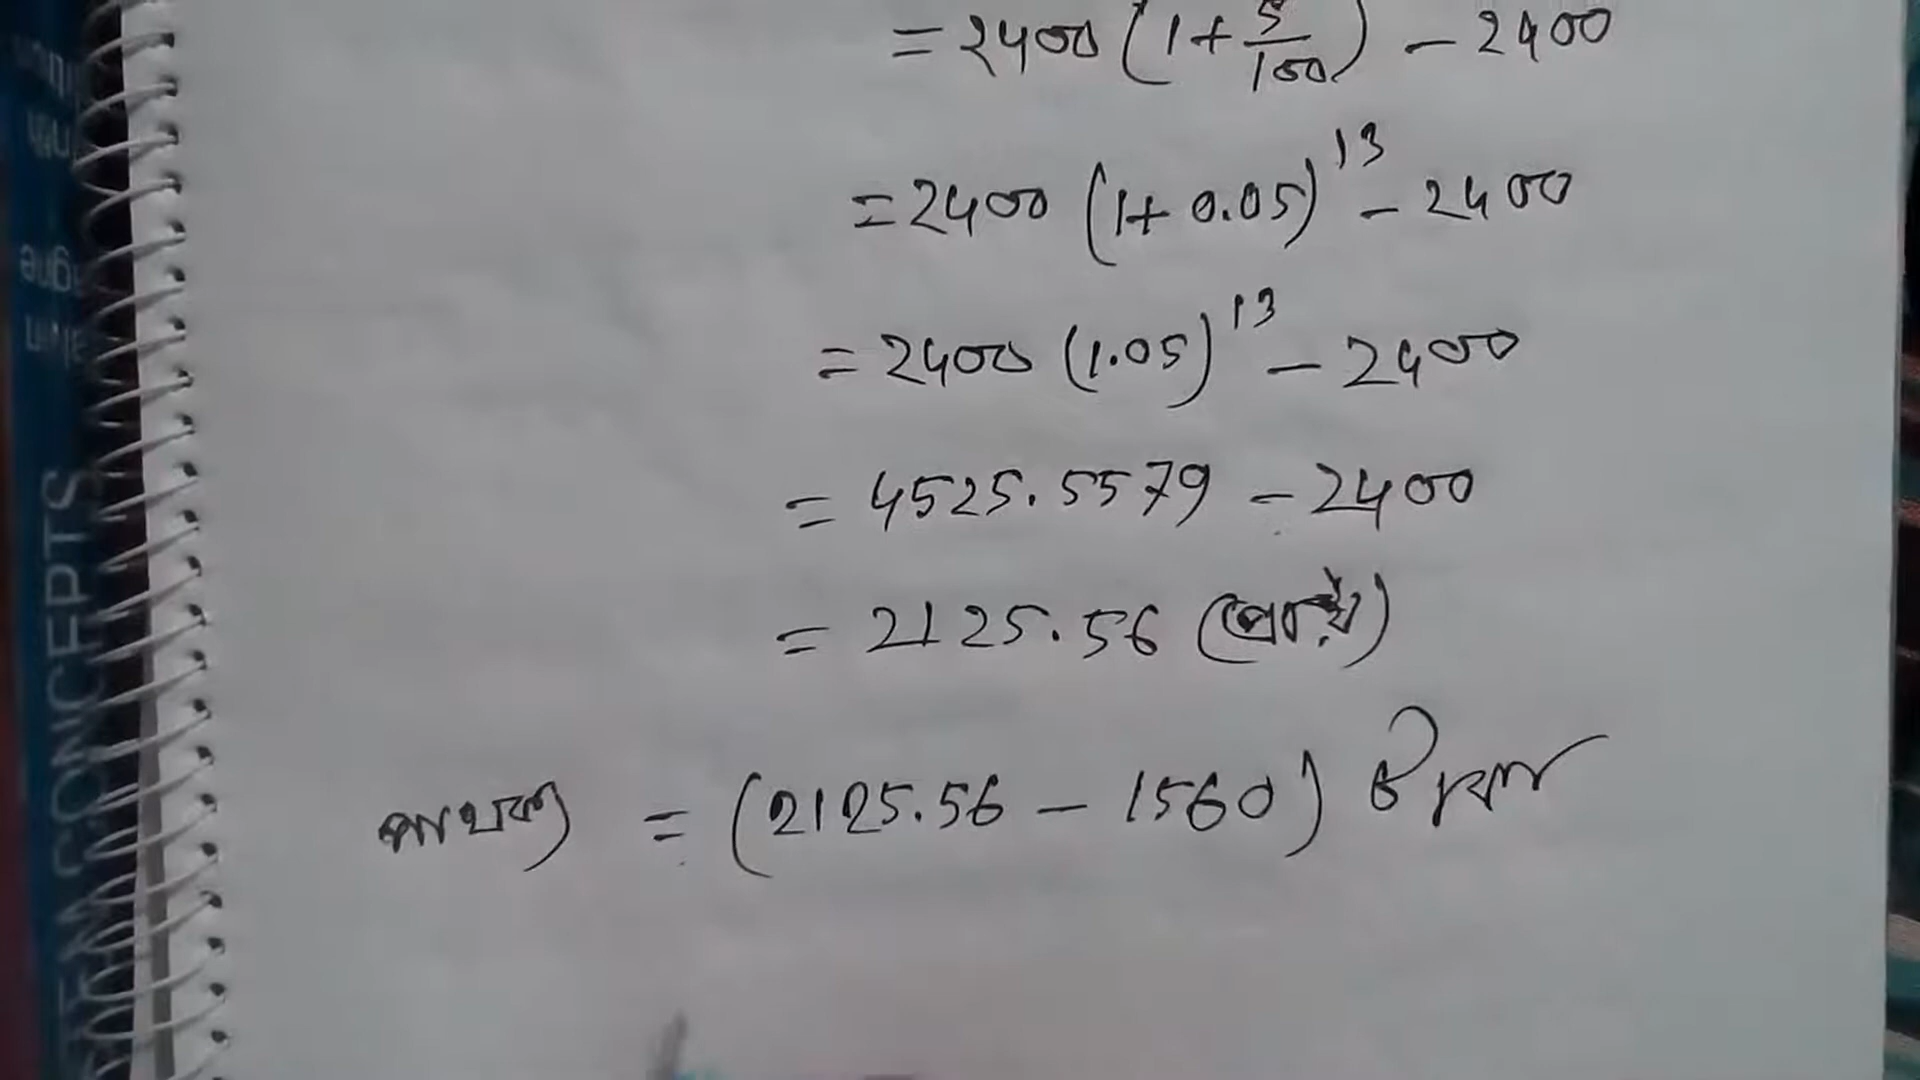 = 2400 (1 + 5/100) - 2400
= 2400 (1 + 0.05)^13 - 2400
= 2400 (1.05)^13 - 2400
= 4525.5579 - 2400
= 2125.56 (প্রায়)
পার্থক্য = (2125.56 - 1560) টাকা
CONCEPTS